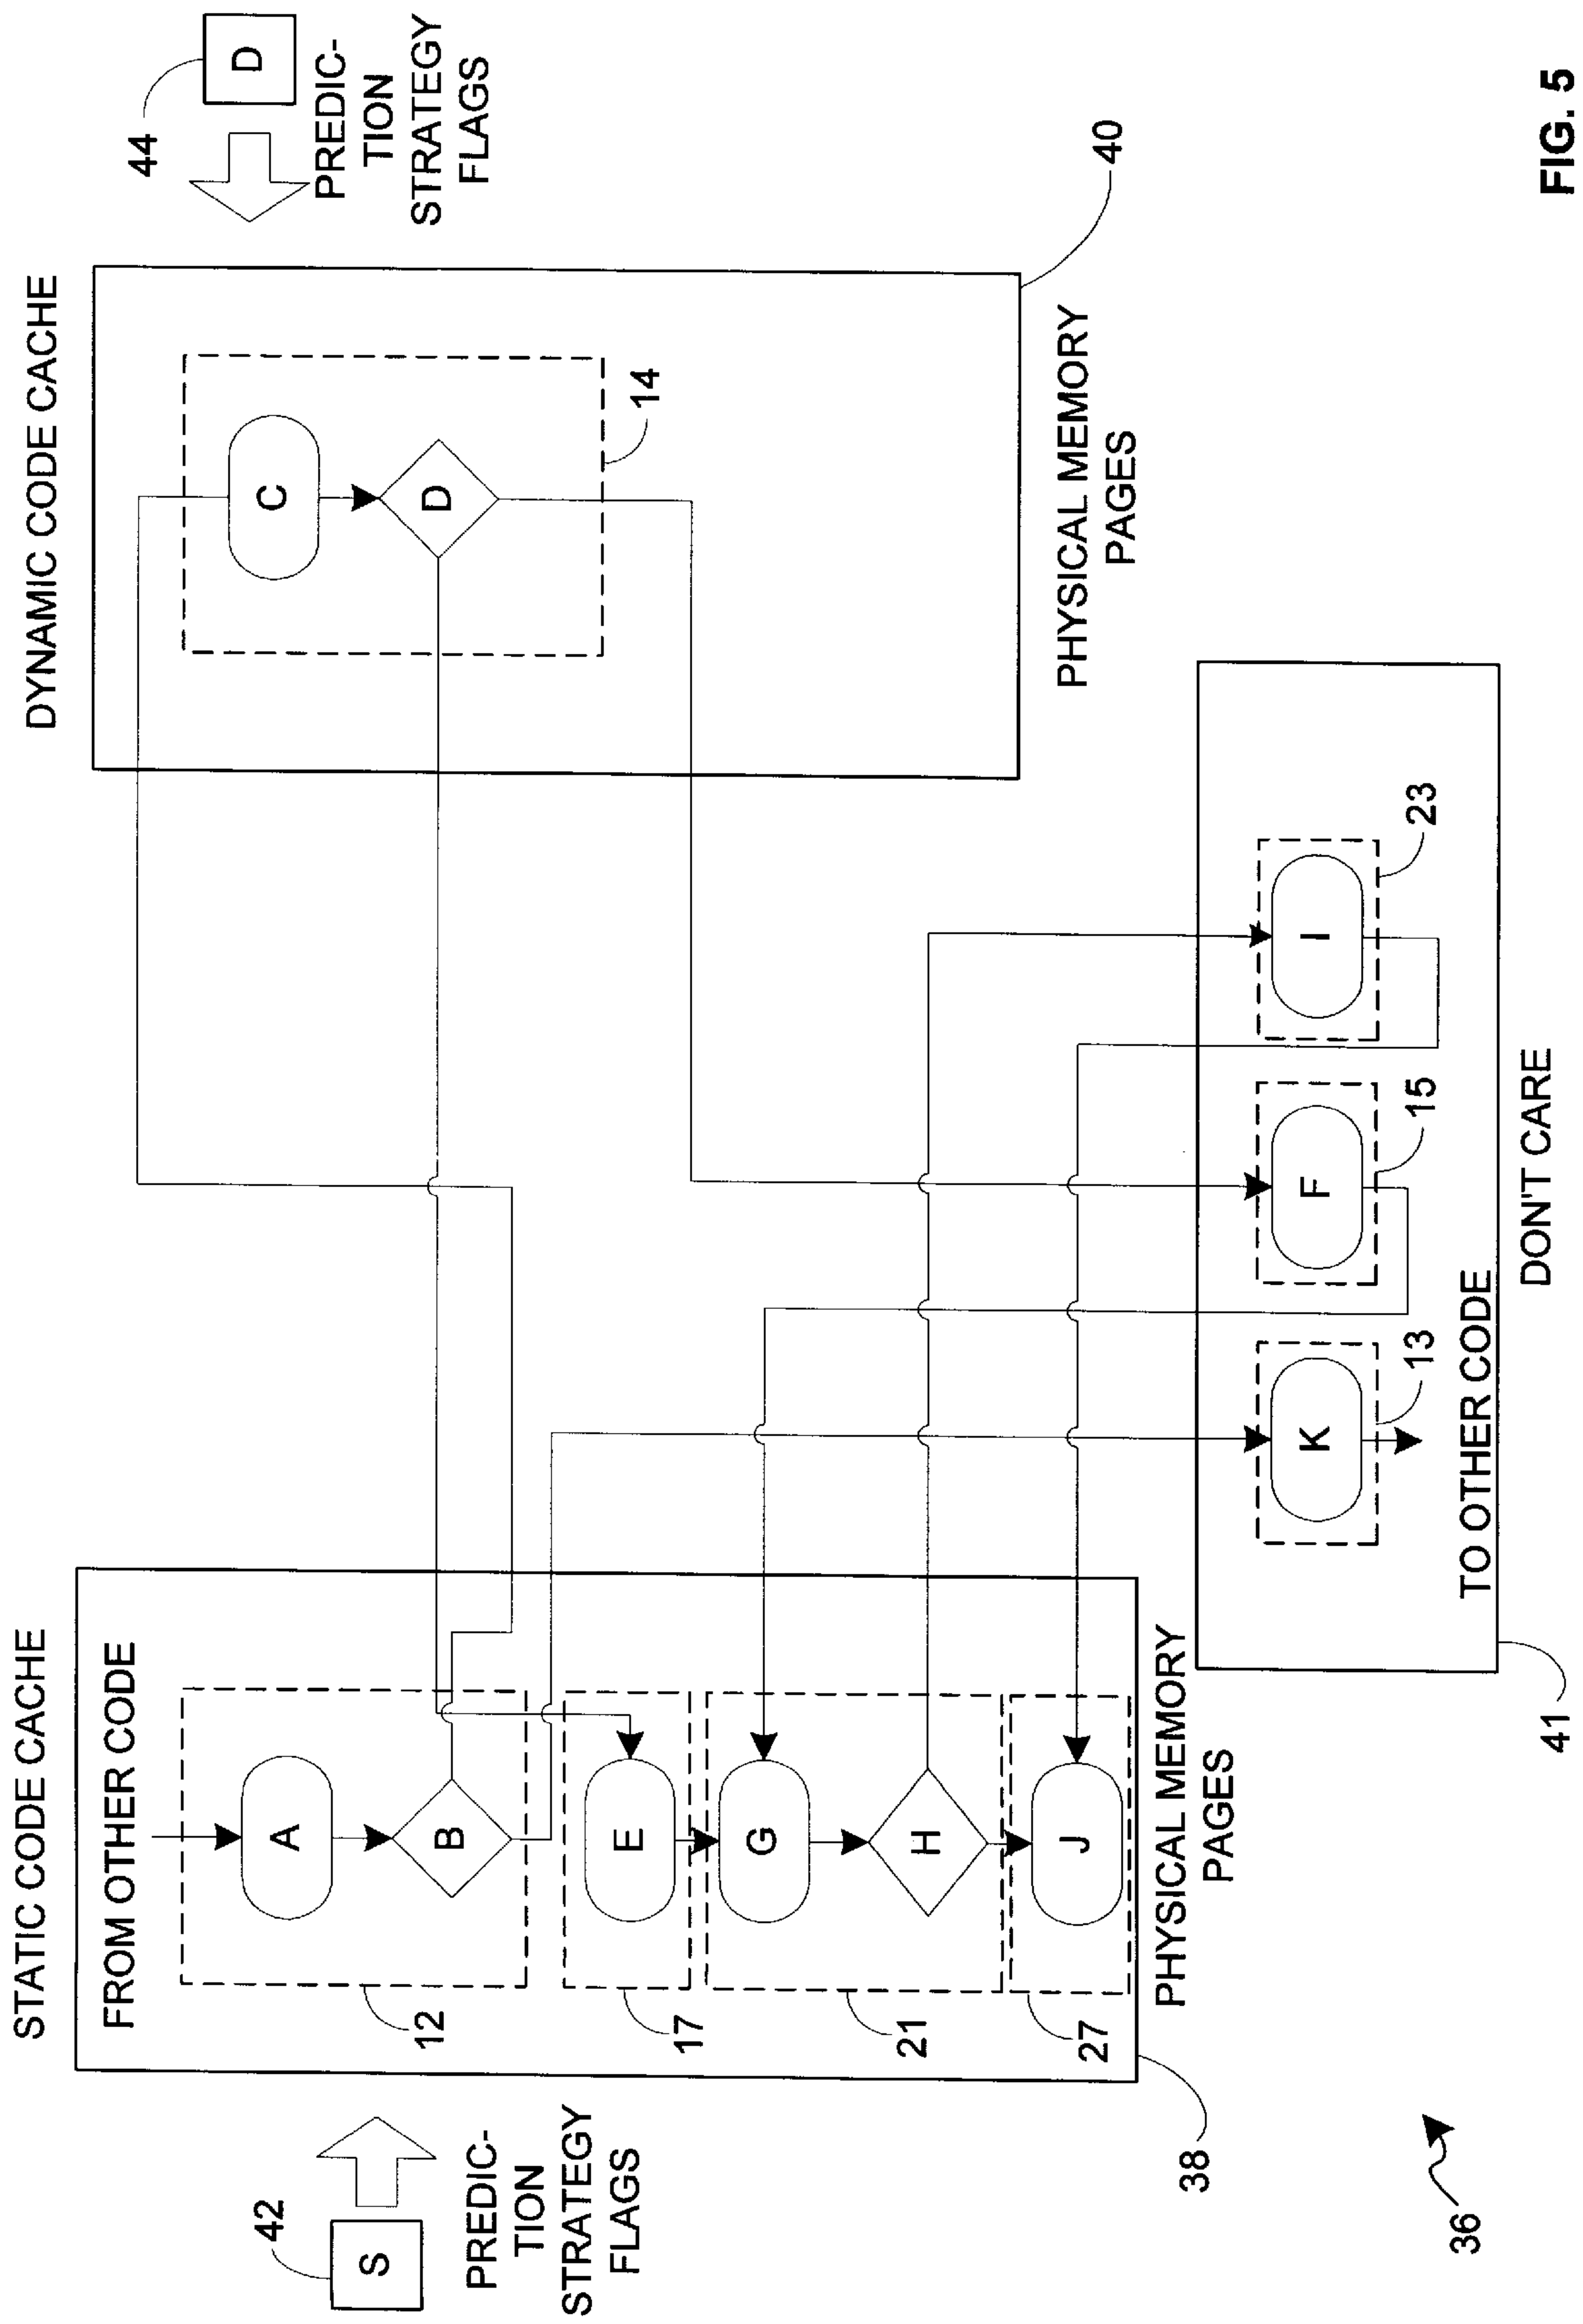 STATIC CODE CACHE
DYNAMIC CODE CACHE
42
S
PREDIC-
TION
STRATEGY
FLAGS
FROM OTHER CODE
A
B
12
E
17
G
H
21
J
27
PHYSICAL MEMORY
PAGES
38
C
D
14
PHYSICAL MEMORY
PAGES
40
44
D
PREDIC-
TION
STRATEGY
FLAGS
K
13
F
15
I
23
TO OTHER CODE
DON'T CARE
41
36
FIG. 5